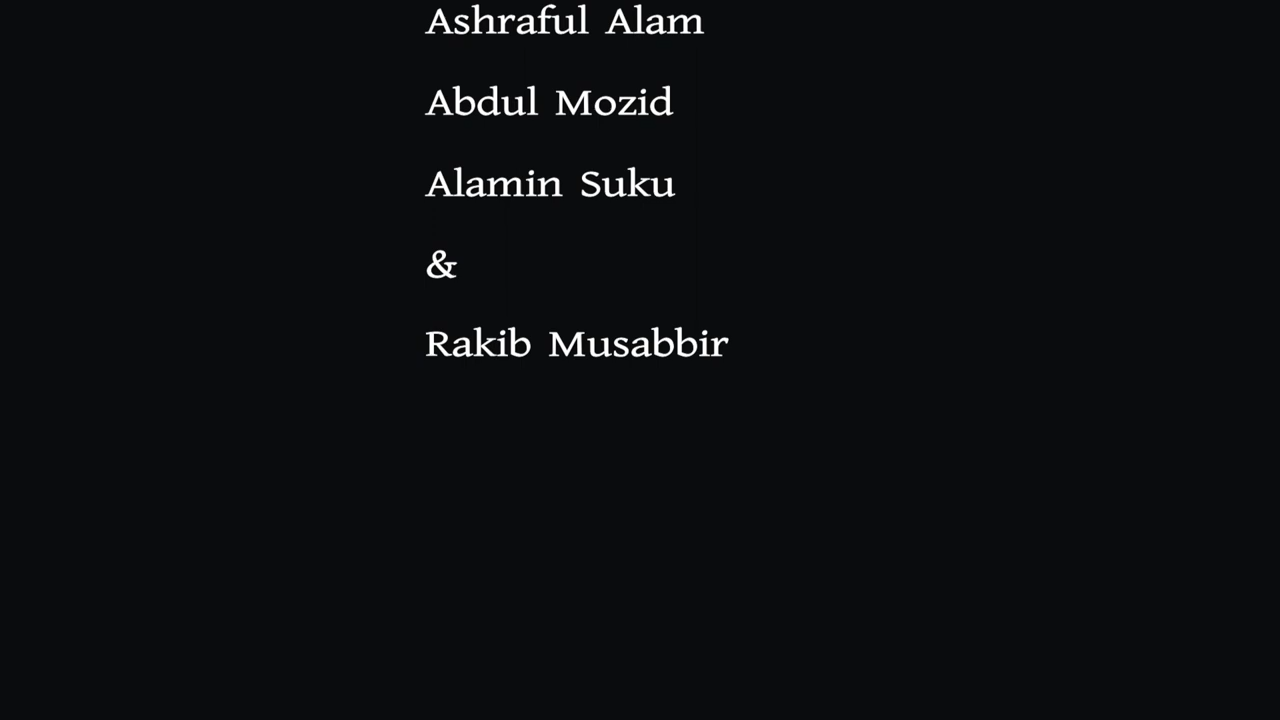 Ashraful Alam
Abdul Mozid
Alamin Suku
&
Rakib Musabbir